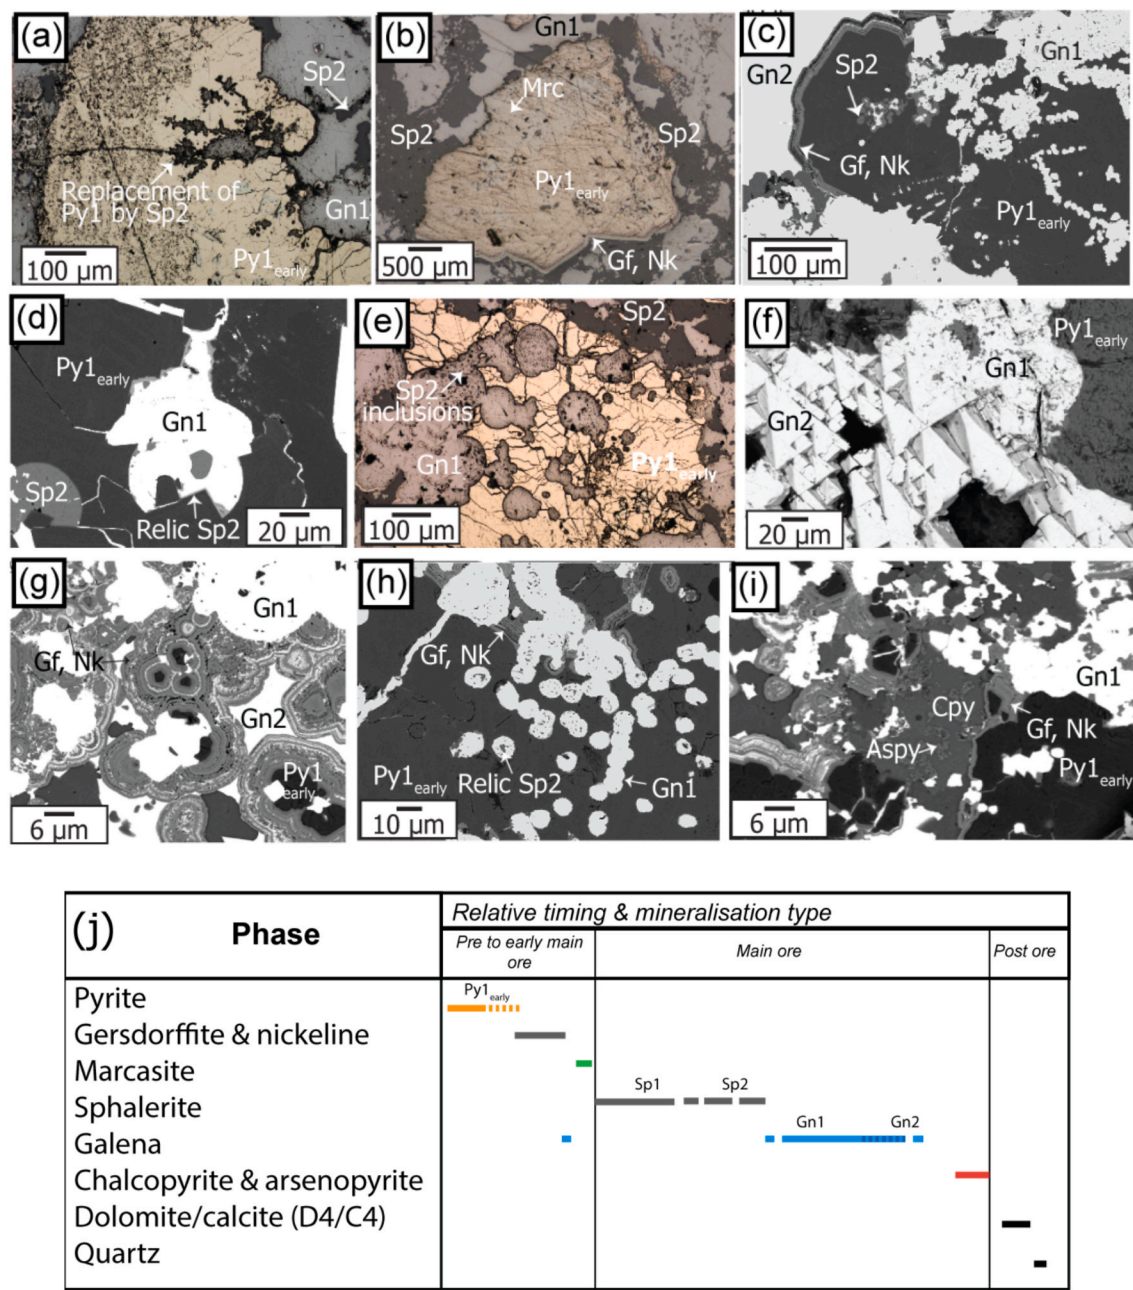 (a)
Sp2
Replacement of
Py1 by Sp2
Gn1
Py1early
100 µm
(b)
Gn1
Mrc
Sp2
Sp2
Py1early
500 µm
Gf, Nk
(c)
Gn1
Gn2
Sp2
Gf, Nk
Py1early
100 µm
(d)
Py1early
Gn1
Sp2
Relic Sp2
20 µm
(e)
Sp2
Sp2
inclusions
Gn1
Py1early
100 µm
(f)
Py1early
Gn1
Gn2
20 µm
(g)
Gn1
Gf, Nk
Gn2
Py1
early
6 µm
(h)
Gf, Nk
Py1early
Relic Sp2
Gn1
10 µm
(i)
Gn1
Cpy
Gf, Nk
Aspy
Py1early
6 µm
(j)
Phase
Relative timing & mineralisation type
Pre to early main
ore
Main ore
Post ore
Pyrite
Py1early
Gersdorffite & nickeline
Marcasite
Sphalerite
Sp1
Sp2
Galena
Gn1
Gn2
Chalcopyrite & arsenopyrite
Dolomite/calcite (D4/C4)
Quartz